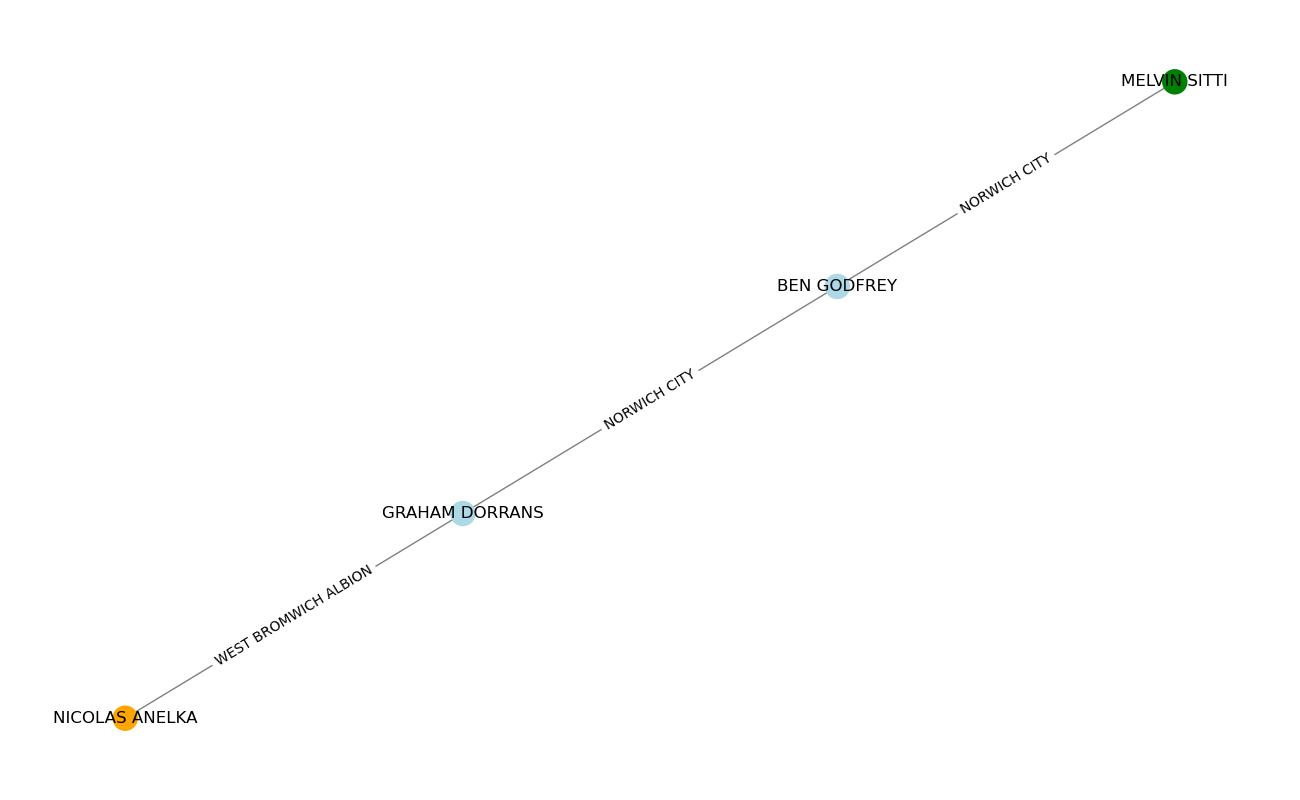 MELVIN SITTI
NORWICH CITY
BEN GODFREY
NORWICH CITY
GRAHAM DORRANS
WEST BROMWICH ALBION
NICOLAS ANELKA